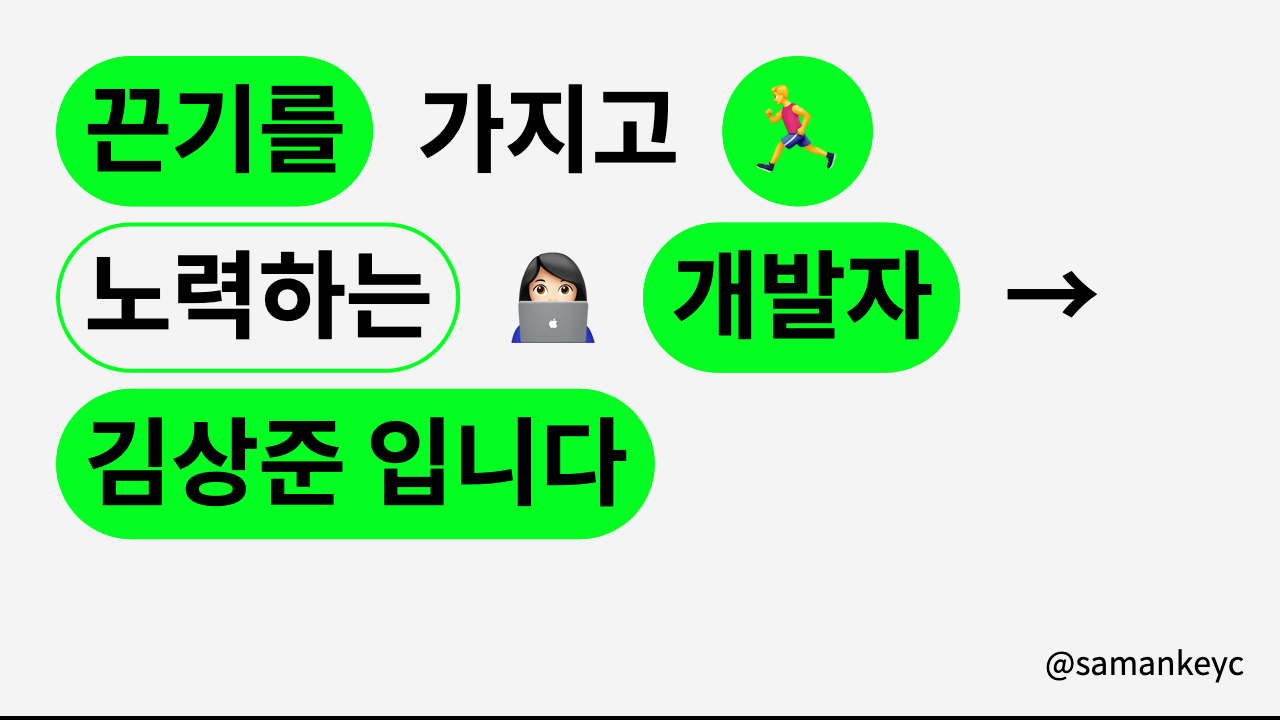 끈기를 가지고 🏃
노력하는 👩🏻‍💻 개발자 →
김상준 입니다
@samankeyc